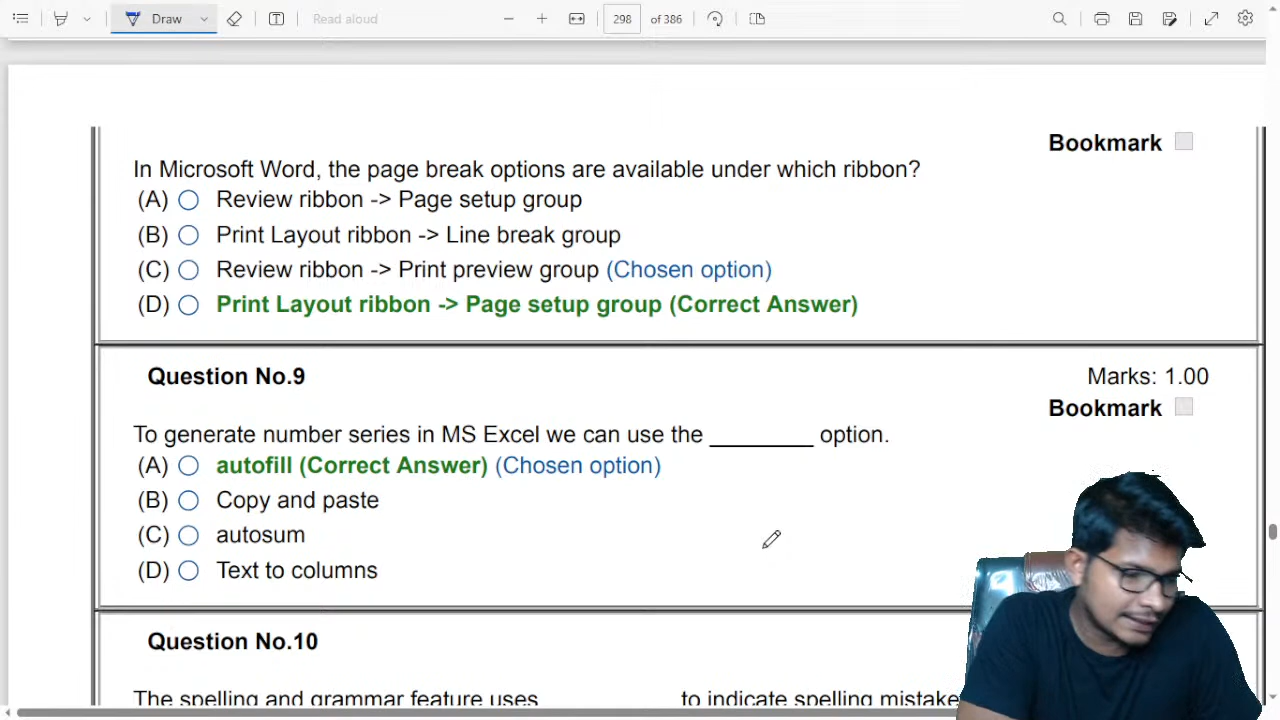 Draw
Read aloud
298 of 386
Bookmark
In Microsoft Word, the page break options are available under which ribbon?
(A) Review ribbon -> Page setup group
(B) Print Layout ribbon -> Line break group
(C) Review ribbon -> Print preview group (Chosen option)
(D) Print Layout ribbon -> Page setup group (Correct Answer)
Question No.9 Marks: 1.00
Bookmark
To generate number series in MS Excel we can use the ________ option.
(A) autofill (Correct Answer) (Chosen option)
(B) Copy and paste
(C) autosum
(D) Text to columns
Question No.10
The spelling and grammar feature uses to indicate spelling mistake